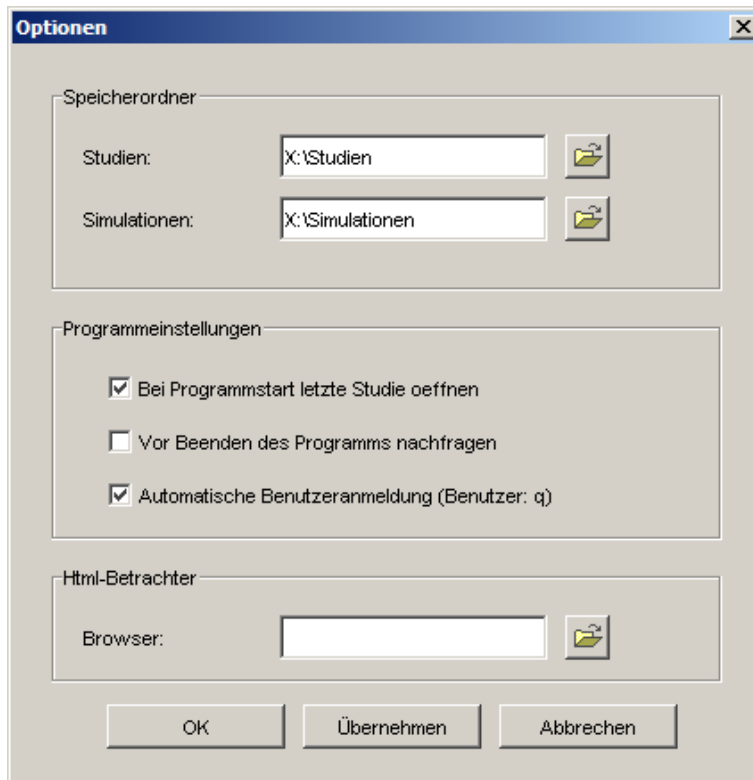 Optionen
Speicherordner
Studien: X:\Studien
Simulationen: X:\Simulationen
Programmeinstellungen
Bei Programmstart letzte Studie oeffnen
Vor Beenden des Programms nachfragen
Automatische Benutzeranmeldung (Benutzer: q)
Html-Betrachter
Browser:
OK Übernehmen Abbrechen